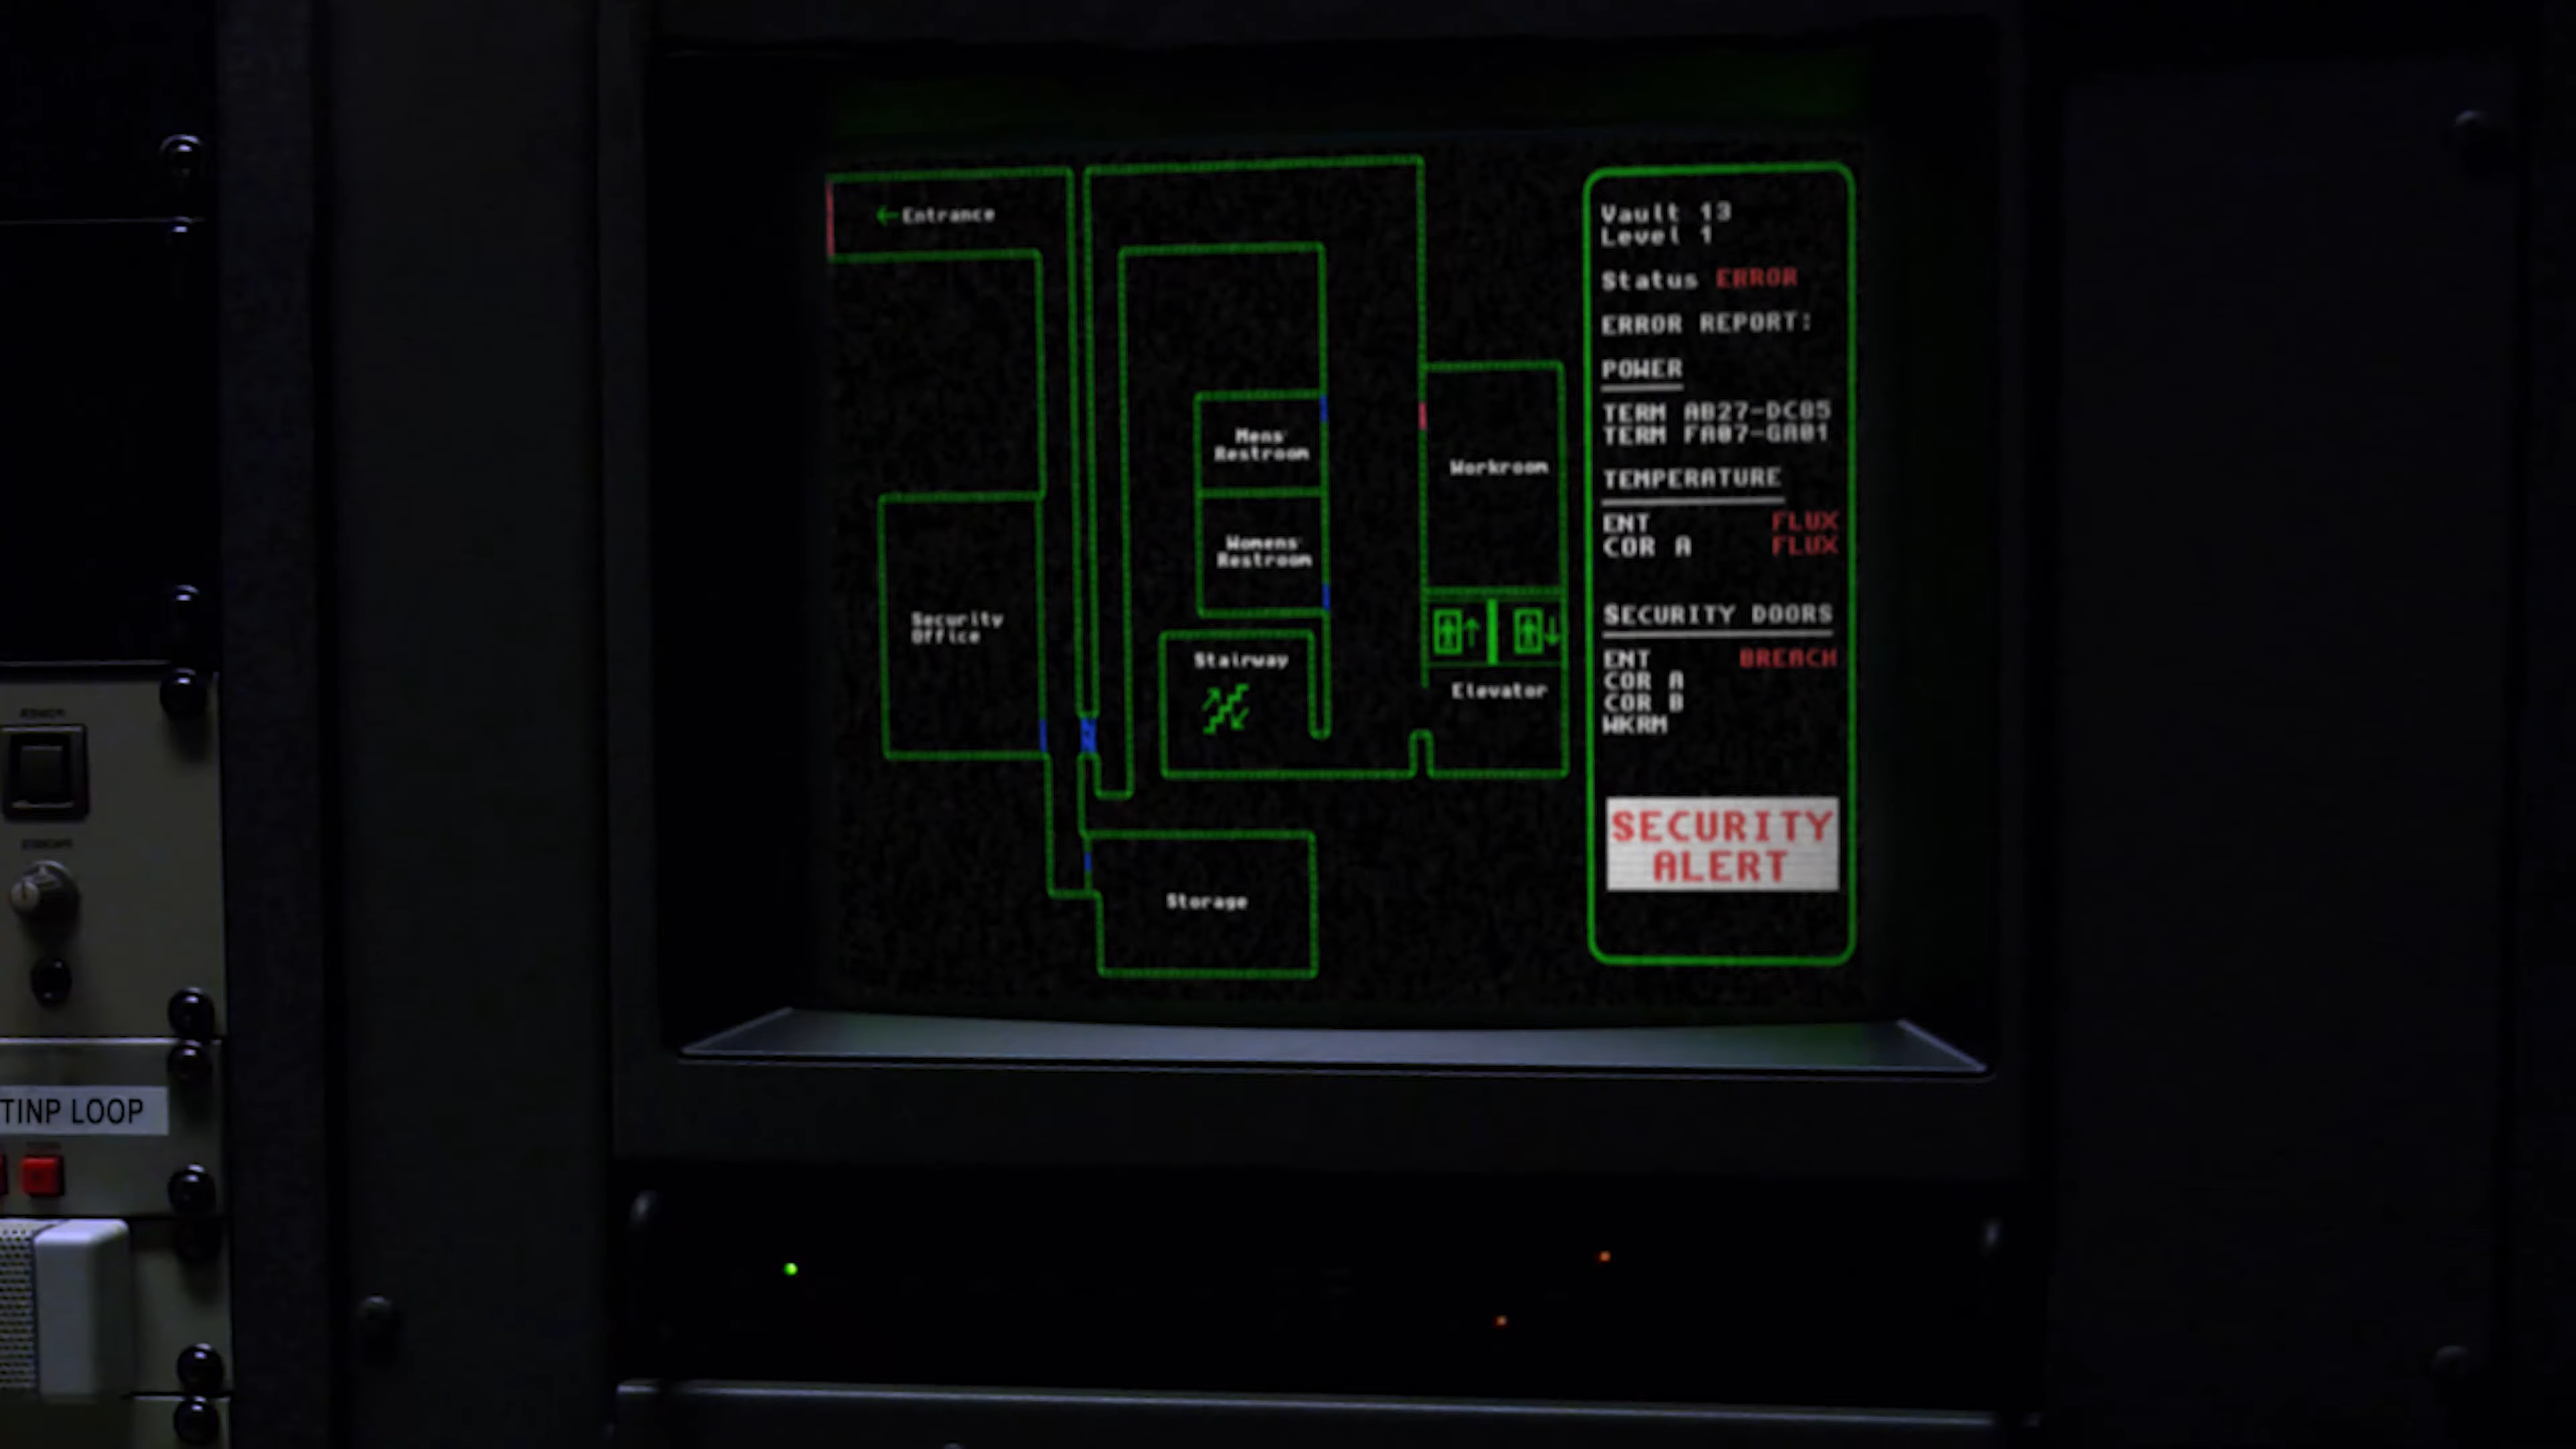 ←Entrance
Mens'
Restroom
Womens'
Restroom
Workroom
Security
Office
Stairway
Elevator
Storage
Vault 13
Level 1
Status ERROR
ERROR REPORT:
POWER
TERM AB27-DC85
TERM FA07-GA01
TEMPERATURE
ENT FLUX
COR A FLUX
SECURITY DOORS
ENT BREACH
COR A
COR B
WKRM
SECURITY
ALERT
POWER
TINP LOOP